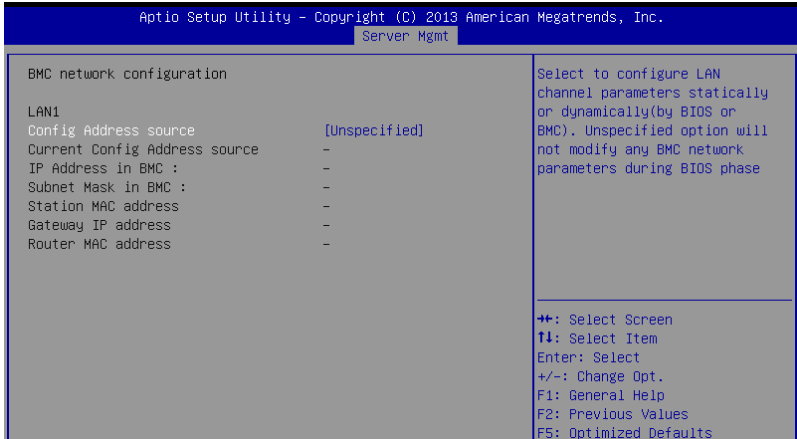 Aptio Setup Utility – Copyright (C) 2013 American Megatrends, Inc.
Server Mgmt
BMC network configuration
LAN1
Config Address source [Unspecified]
Current Config Address source –
IP Address in BMC : –
Subnet Mask in BMC : –
Station MAC address –
Gateway IP address –
Router MAC address –
Select to configure LAN
channel parameters statically
or dynamically(by BIOS or
BMC). Unspecified option will
not modify any BMC network
parameters during BIOS phase
→←: Select Screen
↑↓: Select Item
Enter: Select
+/-: Change Opt.
F1: General Help
F2: Previous Values
F5: Optimized Defaults